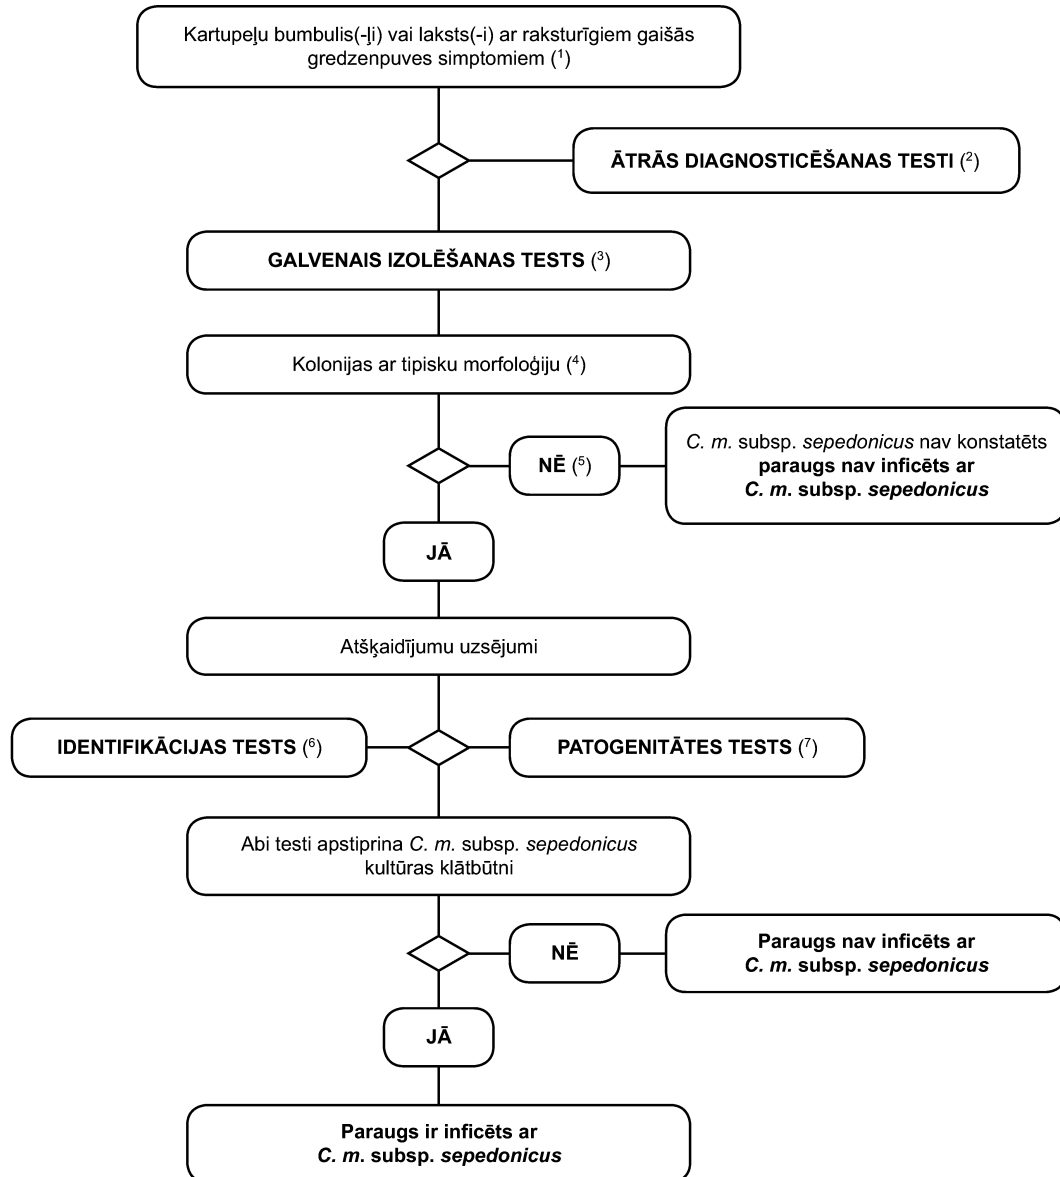 Kartupeļu bumbulis(-ļi) vai laksts(-i) ar raksturīgiem gaišās
gredzenpuves simptomiem (¹)
ĀTRĀS DIAGNOSTICĒŠANAS TESTI (²)
GALVENAIS IZOLĒŠANAS TESTS (³)
Kolonijas ar tipisku morfoloģiju (⁴)
NĒ (⁵)
C. m. subsp. sepedonicus nav konstatēts
paraugs nav inficēts ar
C. m. subsp. sepedonicus
JĀ
Atšķaidījumu uzsējumi
IDENTIFIKĀCIJAS TESTS (⁶)
PATOGENITĀTES TESTS (⁷)
Abi testi apstiprina C. m. subsp. sepedonicus
kultūras klātbūtni
NĒ
Paraugs nav inficēts ar
C. m. subsp. sepedonicus
JĀ
Paraugs ir inficēts ar
C. m. subsp. sepedonicus